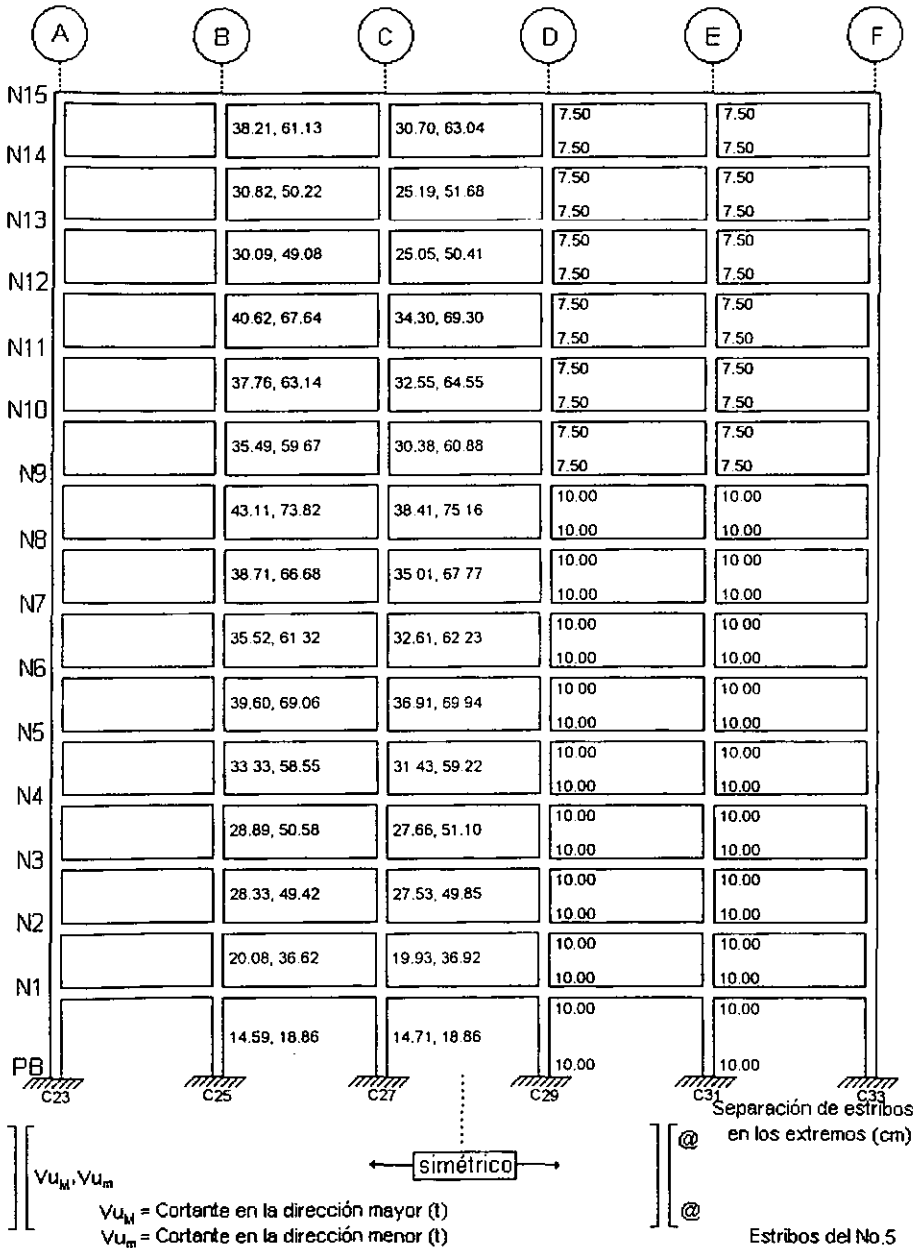 A B C D E F
N15
38.21, 61.13 30.70, 63.04 7.50 7.50
7.50 7.50
N14
30.82, 50.22 25.19, 51.68 7.50 7.50
7.50 7.50
N13
30.09, 49.08 25.05, 50.41 7.50 7.50
7.50 7.50
N12
40.62, 67.64 34.30, 69.30 7.50 7.50
7.50 7.50
N11
37.76, 63.14 32.55, 64.55 7.50 7.50
7.50 7.50
N10
35.49, 59 67 30.38, 60.88 7.50 7.50
7.50 7.50
N9
43.11, 73.82 38.41, 75 16 10.00 10.00
10.00 10.00
N8
38.71, 66.68 35 01, 67 77 10.00 10 00
10.00 10.00
N7
35.52, 61 32 32.61, 62 23 10.00 10 00
10.00 10.00
N6
39.60, 69.06 36 91, 69 94 10 00 10 00
10.00 10.00
N5
33 33, 58.55 31 43, 59.22 10.00 10.00
10.00 10.00
N4
28.89, 50.58 27.66, 51.10 10.00 10.00
10.00 10.00
N3
28.33, 49.42 27.53, 49.85 10.00 10.00
10.00 10.00
N2
20.08, 36.62 19.93, 36.92 10.00 10.00
10.00 10.00
N1
14.59, 18.86 14.71, 18.86 10.00 10.00
10.00 10.00
PB
C23 C25 C27 C29 C31 C33
Separación de estribos
en los extremos (cm)
@
simétrico
Vu_M, Vu_m
@
Vu_M = Cortante en la dirección mayor (t)
Vu_m = Cortante en la dirección menor (t)
Estribos del No.5